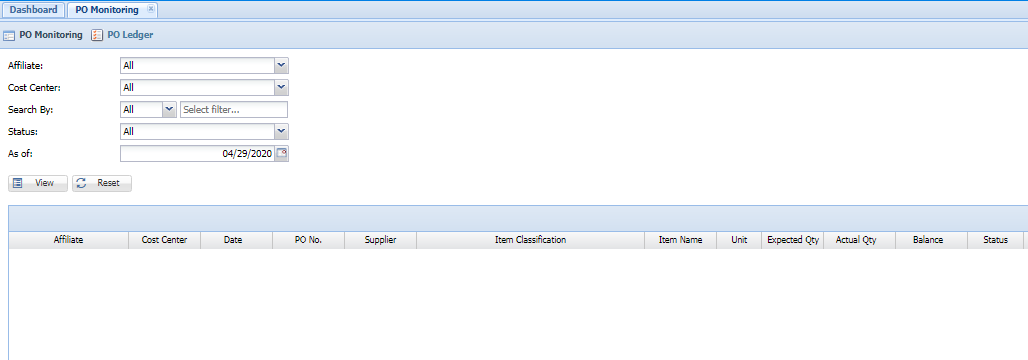 Dashboard PO Monitoring
PO Monitoring PO Ledger
Affiliate: All
Cost Center: All
Search By: All Select filter...
Status: All
As of: 04/29/2020
View Reset
Affiliate Cost Center Date PO No. Supplier Item Classification Item Name Unit Expected Qty Actual Qty Balance Status